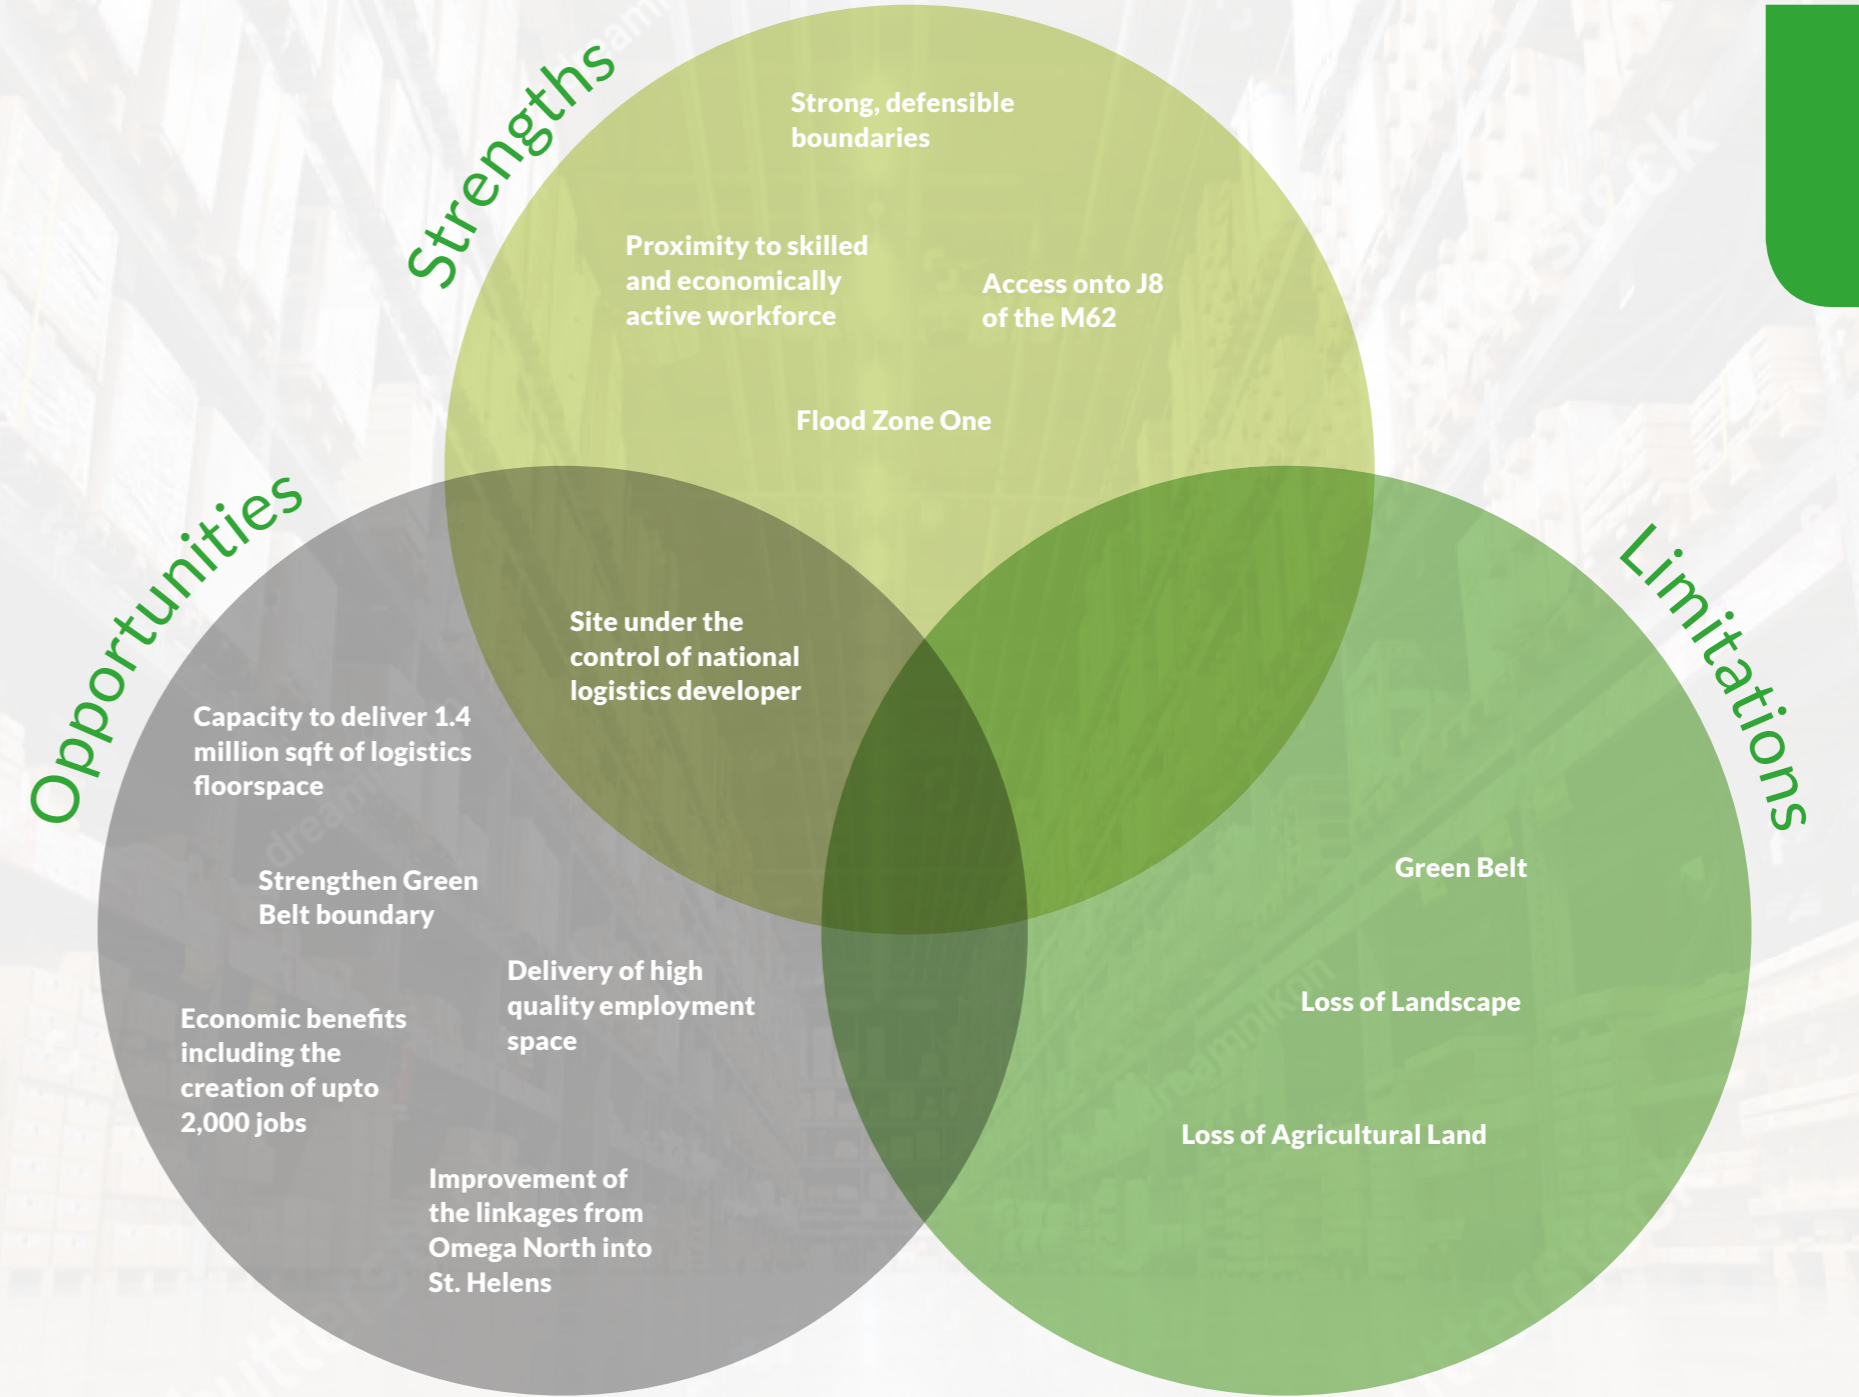 Strengths
Strong, defensible
boundaries
Proximity to skilled
and economically
active workforce
Access onto J8
of the M62
Flood Zone One
Opportunities
Site under the
control of national
logistics developer
Capacity to deliver 1.4
million sqft of logistics
floorspace
Strengthen Green
Belt boundary
Delivery of high
quality employment
space
Economic benefits
including the
creation of upto
2,000 jobs
Improvement of
the linkages from
Omega North into
St. Helens
Limitations
Green Belt
Loss of Landscape
Loss of Agricultural Land